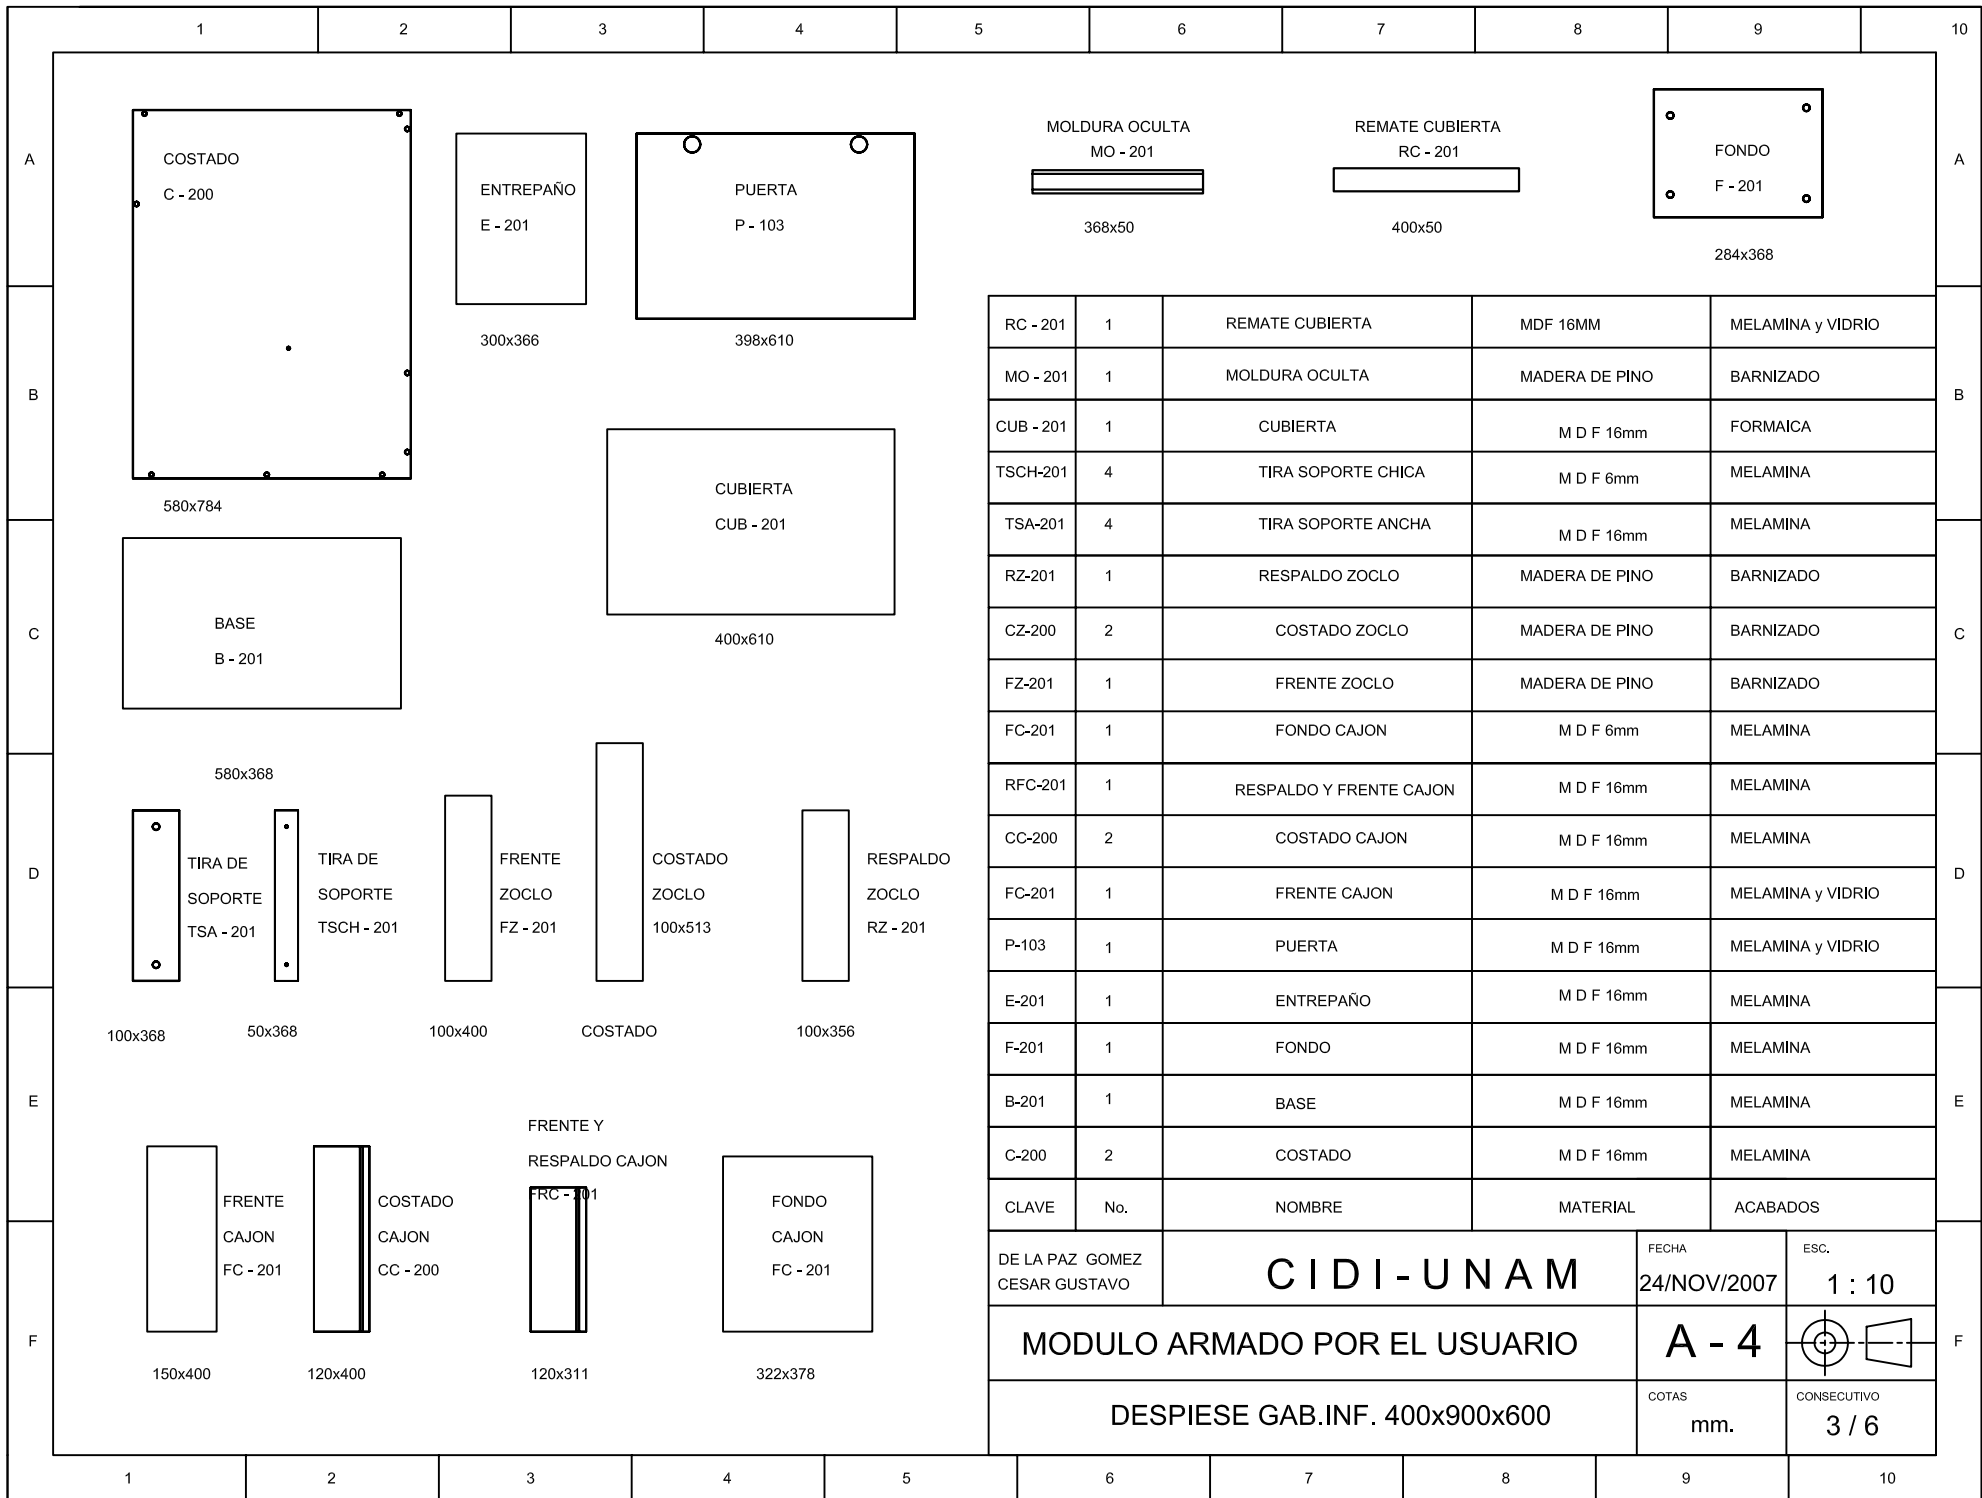 1 2 3 4 5 6 7 8 9 10
A
B
C
D
E
F
COSTADO
C - 200
580x784
ENTREPAÑO
E - 201
300x366
PUERTA
P - 103
398x610
MOLDURA OCULTA
MO - 201
368x50
REMATE CUBIERTA
RC - 201
400x50
FONDO
F - 201
284x368
BASE
B - 201
580x368
CUBIERTA
CUB - 201
400x610
TIRA DE
SOPORTE
TSA - 201
100x368
TIRA DE
SOPORTE
TSCH - 201
50x368
FRENTE
ZOCLO
FZ - 201
100x400
COSTADO
ZOCLO
100x513
COSTADO
RESPALDO
ZOCLO
RZ - 201
100x356
FRENTE
CAJON
FC - 201
150x400
COSTADO
CAJON
CC - 200
120x400
FRENTE Y
RESPALDO CAJON
FRC - 201
120x311
FONDO
CAJON
FC - 201
322x378
RC - 201 1 REMATE CUBIERTA MDF 16MM MELAMINA y VIDRIO
MO - 201 1 MOLDURA OCULTA MADERA DE PINO BARNIZADO
CUB - 201 1 CUBIERTA M D F 16mm FORMAICA
TSCH-201 4 TIRA SOPORTE CHICA M D F 6mm MELAMINA
TSA-201 4 TIRA SOPORTE ANCHA M D F 16mm MELAMINA
RZ-201 1 RESPALDO ZOCLO MADERA DE PINO BARNIZADO
CZ-200 2 COSTADO ZOCLO MADERA DE PINO BARNIZADO
FZ-201 1 FRENTE ZOCLO MADERA DE PINO BARNIZADO
FC-201 1 FONDO CAJON M D F 6mm MELAMINA
RFC-201 1 RESPALDO Y FRENTE CAJON M D F 16mm MELAMINA
CC-200 2 COSTADO CAJON M D F 16mm MELAMINA
FC-201 1 FRENTE CAJON M D F 16mm MELAMINA y VIDRIO
P-103 1 PUERTA M D F 16mm MELAMINA y VIDRIO
E-201 1 ENTREPAÑO M D F 16mm MELAMINA
F-201 1 FONDO M D F 16mm MELAMINA
B-201 1 BASE M D F 16mm MELAMINA
C-200 2 COSTADO M D F 16mm MELAMINA
CLAVE No. NOMBRE MATERIAL ACABADOS
DE LA PAZ GOMEZ
CESAR GUSTAVO
CIDI-UNAM
FECHA
24/NOV/2007
ESC.
1 : 10
MODULO ARMADO POR EL USUARIO
A - 4
DESPIESE GAB.INF. 400x900x600
COTAS
mm.
CONSECUTIVO
3 / 6
A
B
C
D
E
F
1 2 3 4 5 6 7 8 9 10